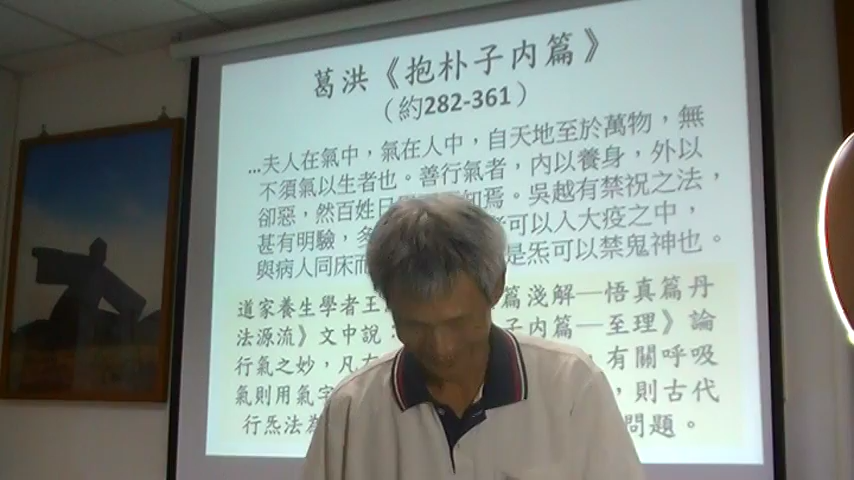 葛洪《抱朴子內篇》
（約282-361）
…夫人在氣中，氣在人中，自天地至於萬物，無
不須氣以生者也。善行氣者，內以養身，外以
卻惡，然百姓日 知焉。吳越有禁祝之法，
甚有明驗， 者可以入大疫之中，
與病人同床而 是炁可以禁鬼神也。
道家養生學者王 篇淺解—悟真篇丹
法源流》文中說： 子內篇—至理》論
行氣之妙，凡 ，有關呼吸
氣則用氣字 ，則古代
行炁法為 問題。